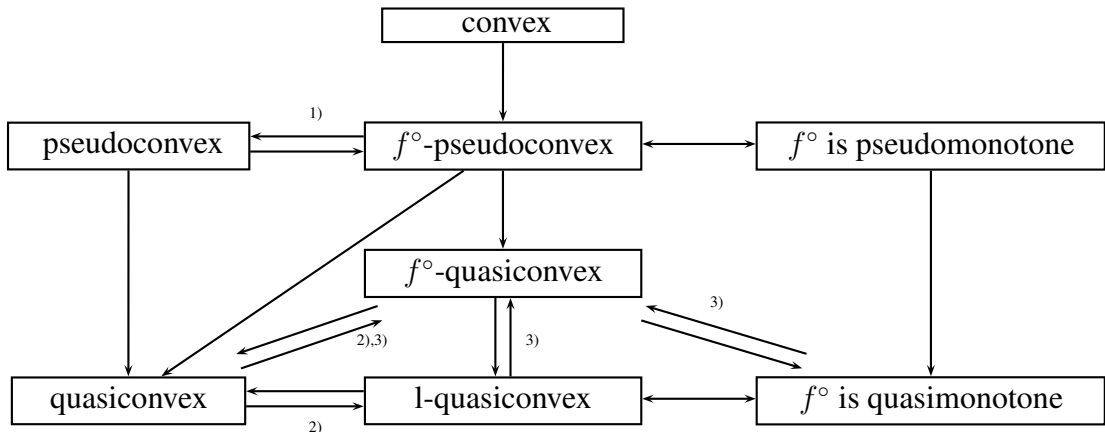 convex
1)
pseudoconvex
f°-pseudoconvex
f° is pseudomonotone
f°-quasiconvex
3)
2),3)
3)
quasiconvex
l-quasiconvex
f° is quasimonotone
2)